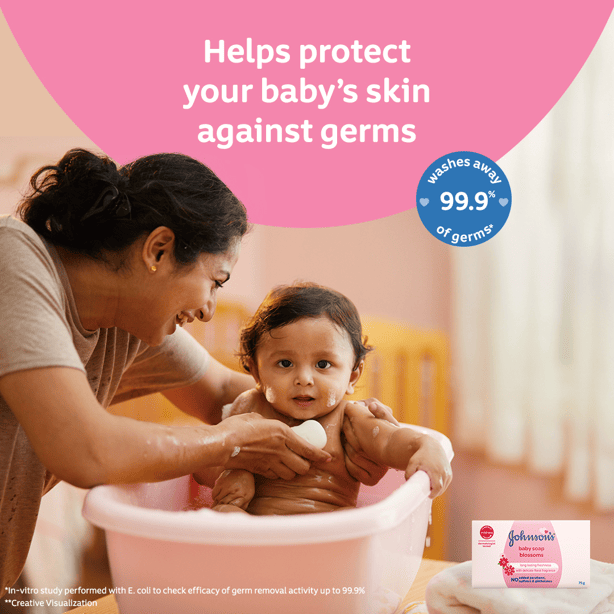 Helps protect
your baby's skin
against germs
washes away
99.9%
of germs*
Johnson's
baby soap
blossoms
*In-vitro study performed with E. coli to check efficacy of germ removal activity up to 99.9%
**Creative Visualization